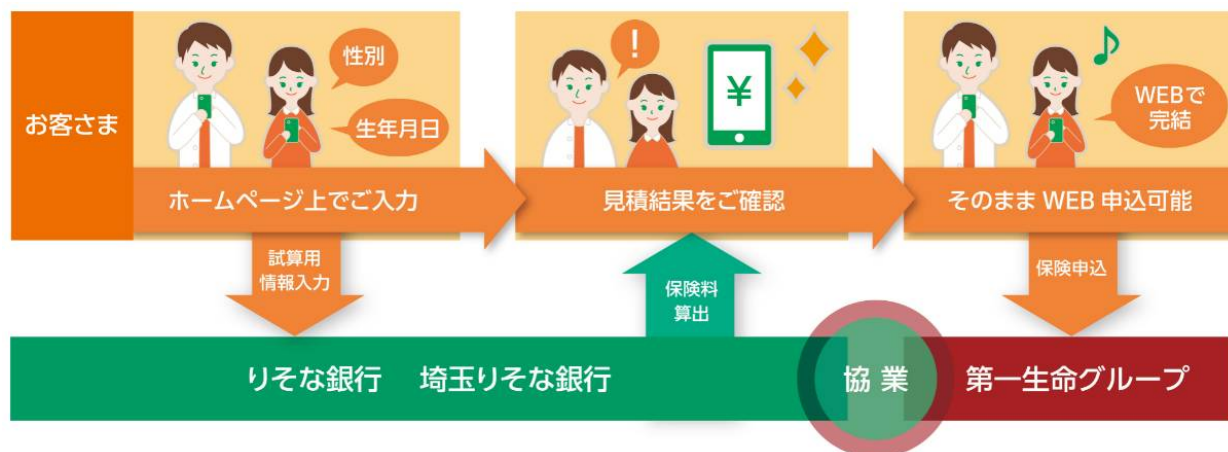 お客さま
性別
生年月日
ホームページ上でご入力
!
¥
見積結果をご確認
WEBで
完結
そのまま WEB 申込可能
試算用
情報入力
保険料
算出
保険申込
りそな銀行 埼玉りそな銀行
協業
第一生命グループ